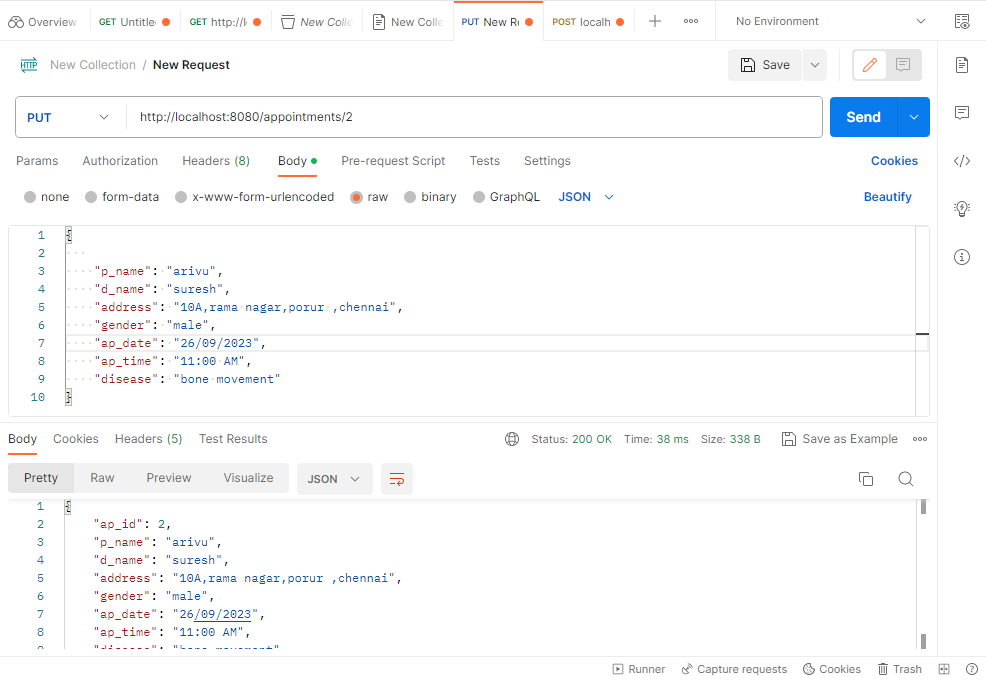 Overview GET Untitle GET http://l New Colle New Colle PUT New Re POST localh No Environment
HTTP New Collection / New Request Save
PUT http://localhost:8080/appointments/2 Send
Params Authorization Headers (8) Body Pre-request Script Tests Settings Cookies
none form-data x-www-form-urlencoded raw binary GraphQL JSON Beautify
1 {
2
3 "p_name": "arivu",
4 "d_name": "suresh",
5 "address": "10A,rama nagar,porur ,chennai",
6 "gender": "male",
7 "ap_date": "26/09/2023",
8 "ap_time": "11:00 AM",
9 "disease": "bone movement"
10 }
Body Cookies Headers (5) Test Results Status: 200 OK Time: 38 ms Size: 338 B Save as Example
Pretty Raw Preview Visualize JSON
1 {
2 "ap_id": 2,
3 "p_name": "arivu",
4 "d_name": "suresh",
5 "address": "10A,rama nagar,porur ,chennai",
6 "gender": "male",
7 "ap_date": "26/09/2023",
8 "ap_time": "11:00 AM",
9 "disease": "bone movement"
Runner Capture requests Cookies Trash